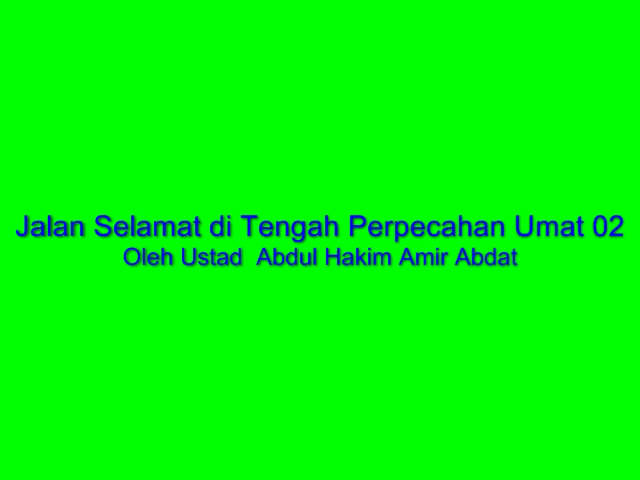 Jalan Selamat di Tengah Perpecahan Umat 02
Oleh Ustad  Abdul Hakim Amir Abdat